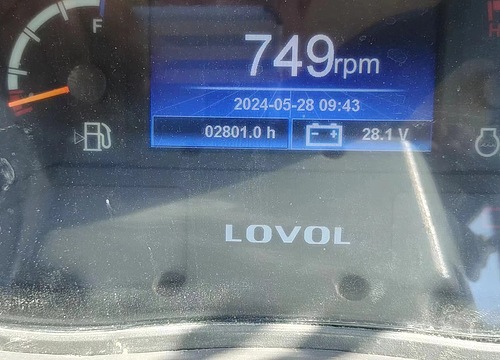 F
749rpm
2024-05-28 09:43
02801.0 h
28.1 V
LOVOL